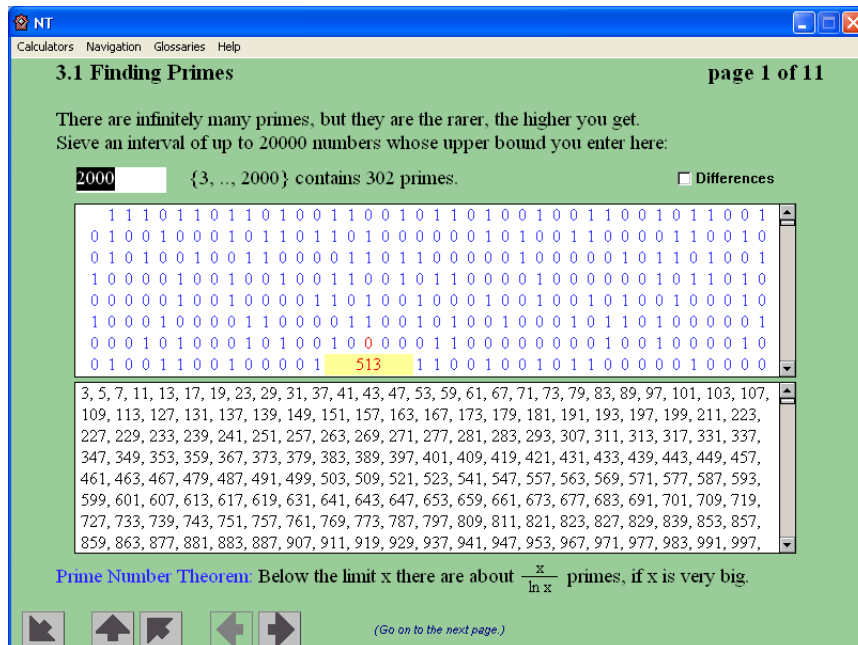 NT
Calculators Navigation Glossaries Help
3.1 Finding Primes page 1 of 11
There are infinitely many primes, but they are the rarer, the higher you get.
Sieve an interval of up to 20000 numbers whose upper bound you enter here:
2000 {3, .., 2000} contains 302 primes. Differences
1 1 1 0 1 1 0 1 1 0 1 0 0 1 1 0 0 1 0 1 1 0 1 0 0 1 0 0 1 1 0 0 1 0 1 1 0 0 1
0 1 0 0 1 0 0 0 1 0 1 1 0 1 1 0 1 0 0 0 0 0 0 1 0 1 0 0 1 1 0 0 0 0 1 1 0 0 1 0
0 1 0 1 0 0 1 0 0 1 1 0 0 0 0 1 1 0 1 1 0 0 0 0 0 1 0 0 0 0 0 1 0 1 1 0 1 0 0 1
1 0 0 0 0 1 0 0 1 0 0 1 0 0 1 1 0 0 1 0 1 1 0 0 0 0 1 0 0 0 0 0 0 1 0 1 1 0 1 0
0 0 0 0 0 1 0 0 1 0 0 0 0 1 1 0 1 0 0 1 0 0 0 1 0 0 1 0 0 1 0 1 0 0 1 0 0 0 1 0
1 0 0 0 1 0 0 0 0 1 1 0 0 0 0 1 1 0 0 1 0 1 0 0 1 0 0 0 1 0 1 1 0 1 0 0 0 0 0 1
0 0 0 1 0 1 0 0 0 1 0 1 0 0 1 0 0 0 0 0 1 1 0 0 0 0 0 0 0 0 1 0 0 1 0 0 0 0 1 0
0 1 0 0 1 1 0 0 1 0 0 0 0 1 513 1 1 0 0 1 0 0 1 0 1 1 0 0 0 0 0 1 0 0 0 0
3, 5, 7, 11, 13, 17, 19, 23, 29, 31, 37, 41, 43, 47, 53, 59, 61, 67, 71, 73, 79, 83, 89, 97, 101, 103, 107,
109, 113, 127, 131, 137, 139, 149, 151, 157, 163, 167, 173, 179, 181, 191, 193, 197, 199, 211, 223,
227, 229, 233, 239, 241, 251, 257, 263, 269, 271, 277, 281, 283, 293, 307, 311, 313, 317, 331, 337,
347, 349, 353, 359, 367, 373, 379, 383, 389, 397, 401, 409, 419, 421, 431, 433, 439, 443, 449, 457,
461, 463, 467, 479, 487, 491, 499, 503, 509, 521, 523, 541, 547, 557, 563, 569, 571, 577, 587, 593,
599, 601, 607, 613, 617, 619, 631, 641, 643, 647, 653, 659, 661, 673, 677, 683, 691, 701, 709, 719,
727, 733, 739, 743, 751, 757, 761, 769, 773, 787, 797, 809, 811, 821, 823, 827, 829, 839, 853, 857,
859, 863, 877, 881, 883, 887, 907, 911, 919, 929, 937, 941, 947, 953, 967, 971, 977, 983, 991, 997,
Prime Number Theorem: Below the limit x there are about x / ln x primes, if x is very big.
(Go on to the next page.)